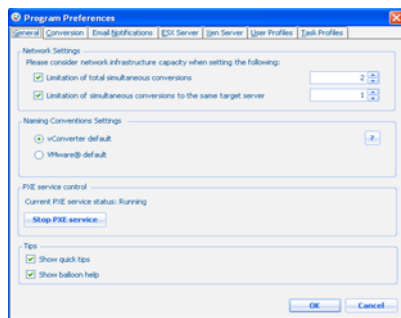 Program Preferences
General Conversion Email Notifications ESX Server Xen Server User Profiles Task Profiles
Network Settings
Please consider network infrastructure capacity when setting the following:
Limitation of total simultaneous conversions 2
Limitation of simultaneous conversions to the same target server 1
Naming Conventions Settings
vConverter default ?
VMware® default
PXE service control
Current PXE service status: Running
Stop PXE service
Tips
Show quick tips
Show balloon help
OK Cancel